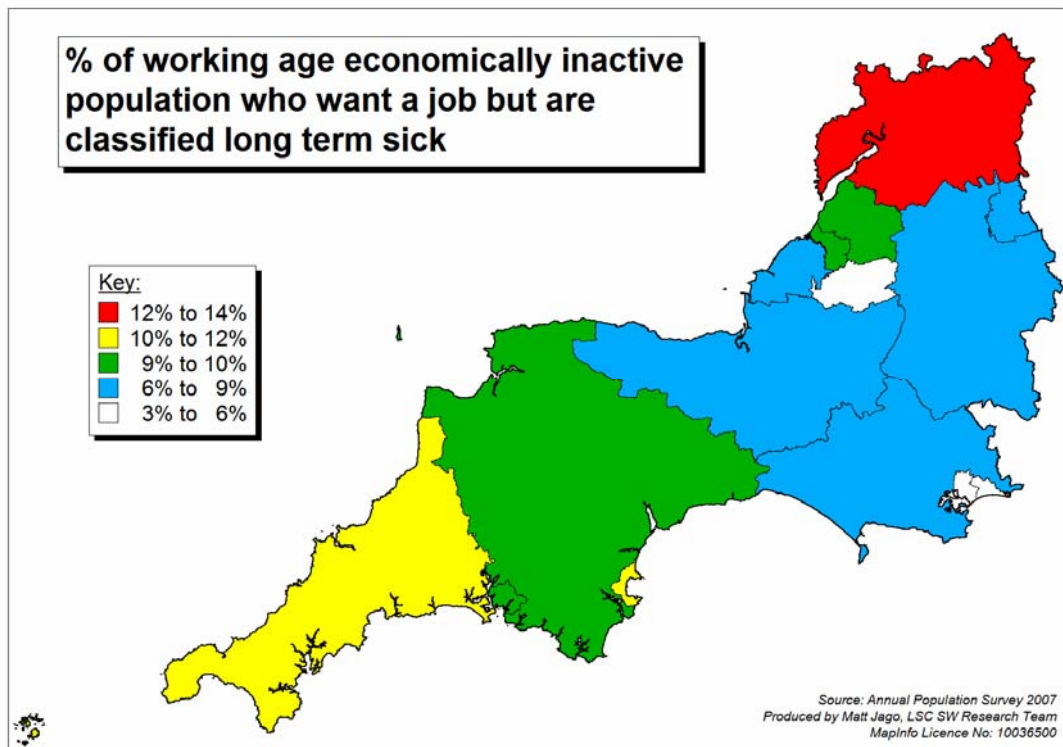 % of working age economically inactive
population who want a job but are
classified long term sick
Key:
12% to 14%
10% to 12%
9% to 10%
6% to 9%
3% to 6%
Source: Annual Population Survey 2007
Produced by Matt Jago, LSC SW Research Team
MapInfo Licence No: 10036500